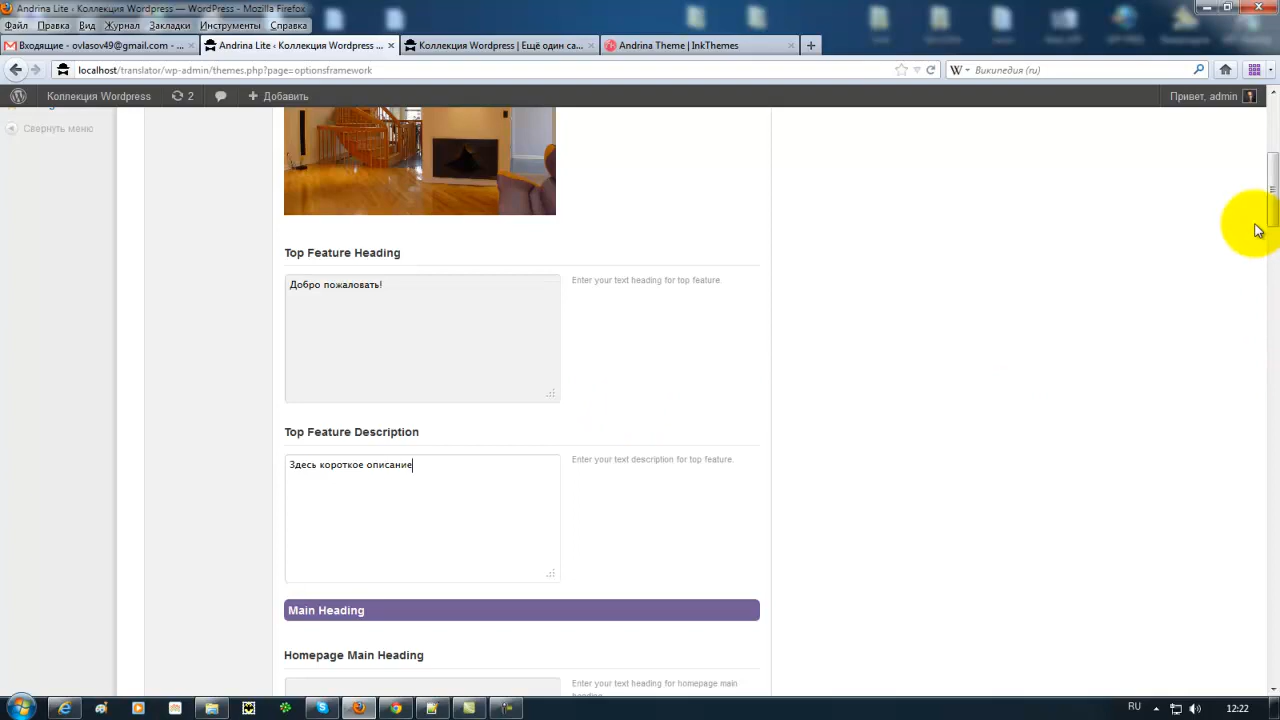 Andrina Lite ‹ Коллекция Wordpress — WordPress - Mozilla Firefox
Файл Правка Вид Журнал Закладки Инструменты Справка
Входящие - ovlasov49@gmail.com - ... × Andrina Lite ‹ Коллекция Wordpress ... × Коллекция Wordpress | Ещё один са... × Andrina Theme | InkThemes × +
localhost/translator/wp-admin/themes.php?page=optionsframework
W Википедия (ru)
Коллекция Wordpress 2 + Добавить Привет, admin
Свернуть меню
Top Feature Heading
Добро пожаловать!
Enter your text heading for top feature.
Top Feature Description
Здесь короткое описание
Enter your text description for top feature.
Main Heading
Homepage Main Heading
Enter your text heading for homepage main
heading.
RU 12:22